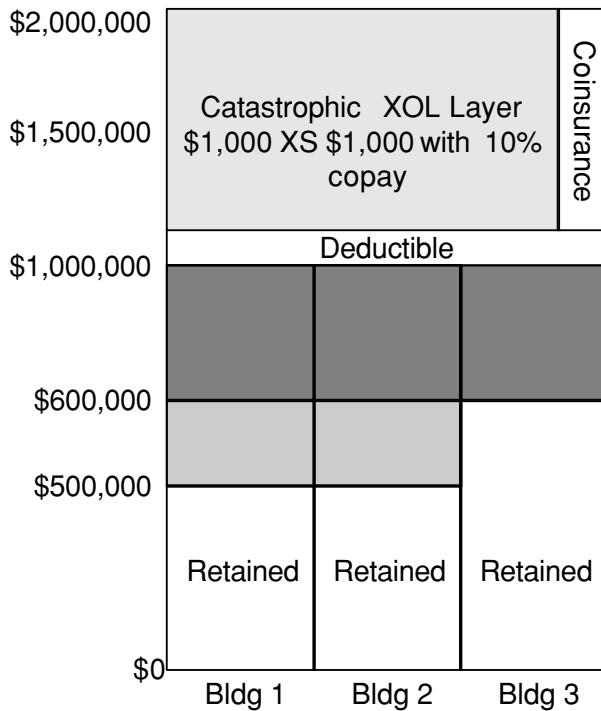 $2,000,000
Coinsurance
Catastrophic XOL Layer
$1,500,000
$1,000 XS $1,000 with 10%
copay
Deductible
$1,000,000
$600,000
$500,000
Retained Retained Retained
$0
Bldg 1 Bldg 2 Bldg 3